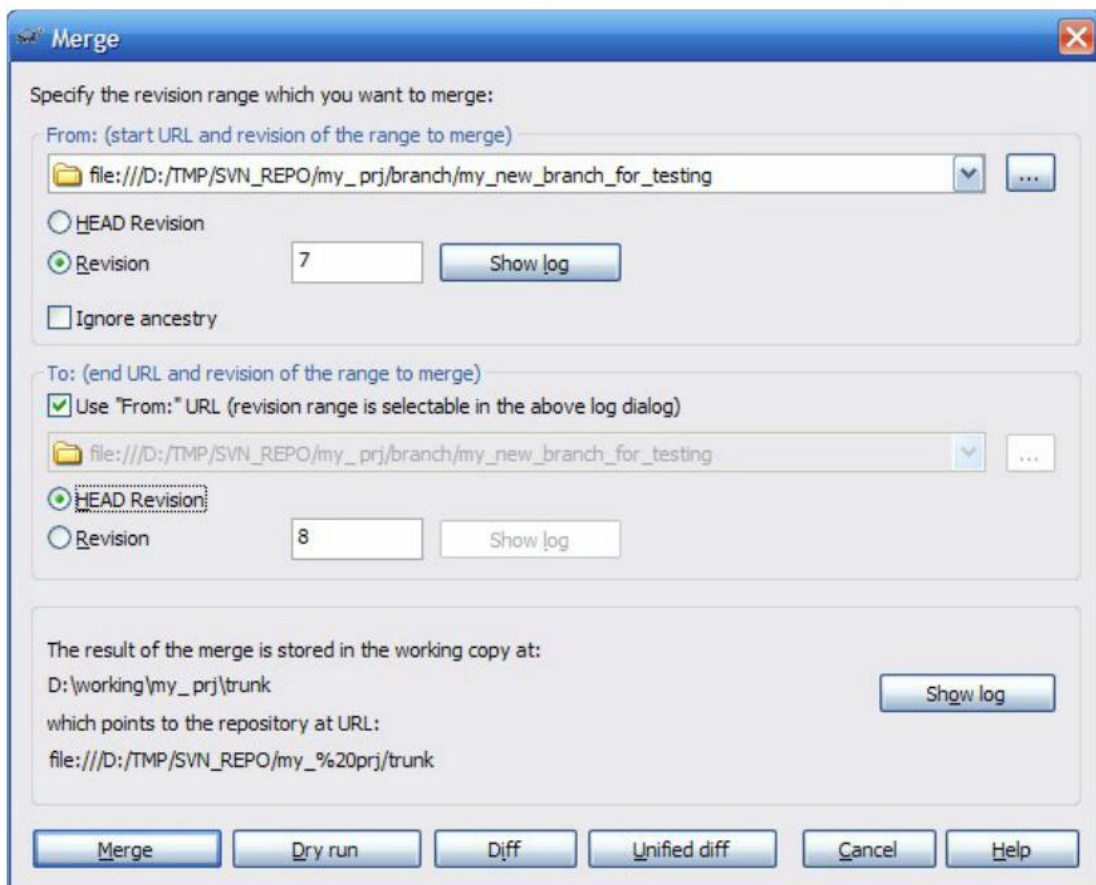 Merge
Specify the revision range which you want to merge:
From: (start URL and revision of the range to merge)
file:///D:/TMP/SVN_REPO/my_ prj/branch/my_new_branch_for_testing
...
HEAD Revision
Revision 7 Show log
Ignore ancestry
To: (end URL and revision of the range to merge)
Use "From:" URL (revision range is selectable in the above log dialog)
file:///D:/TMP/SVN_REPO/my_ prj/branch/my_new_branch_for_testing
...
HEAD Revision
Revision 8 Show log
The result of the merge is stored in the working copy at:
D:\working\my_ prj\trunk
Show log
which points to the repository at URL:
file:///D:/TMP/SVN_REPO/my_%20prj/trunk
Merge Dry run Diff Unified diff Cancel Help